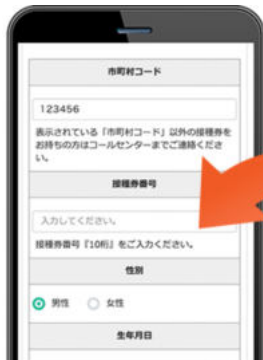 市町村コード
123456
表示されている「市町村コード」以外の接種券を
お持ちの方はコールセンターまでご連絡くださ
い。
接種券番号
入力してください。
接種券番号『10桁』をご入力ください。
性別
男性 女性
生年月日